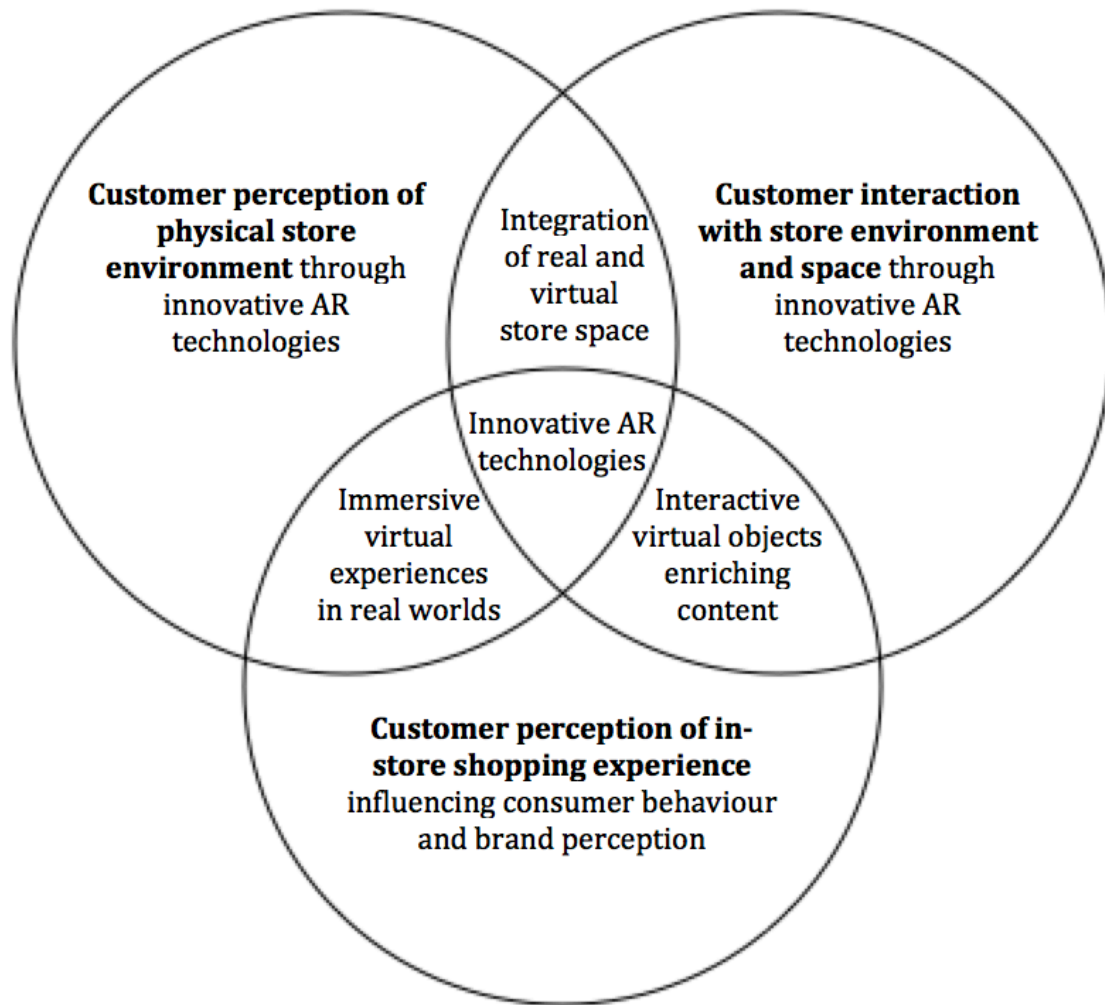 Customer perception of
physical store
environment through
innovative AR
technologies
Integration
of real and
virtual
store space
Customer interaction
with store environment
and space through
innovative AR
technologies
Innovative AR
technologies
Immersive
virtual
experiences
in real worlds
Interactive
virtual objects
enriching
content
Customer perception of in-
store shopping experience
influencing consumer behaviour
and brand perception